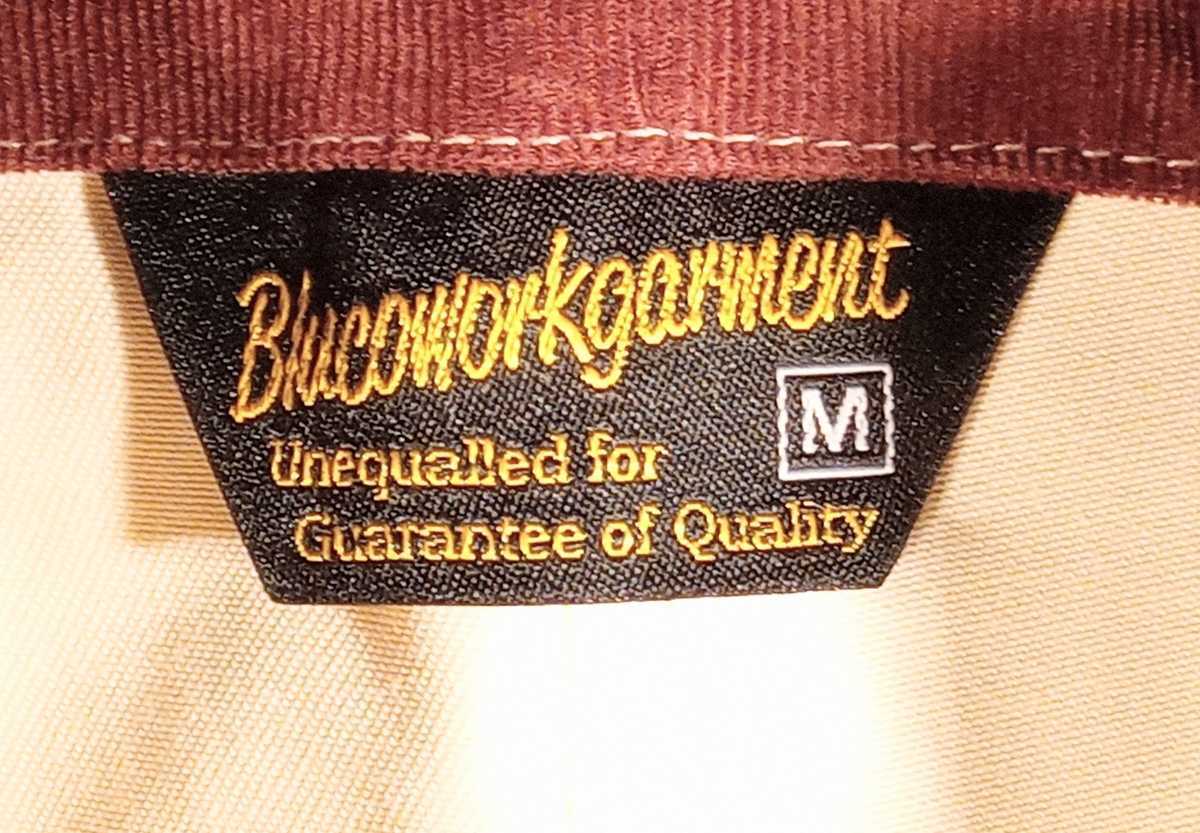 Blucoworkgarment
M
Unequalled for
Guarantee of Quality